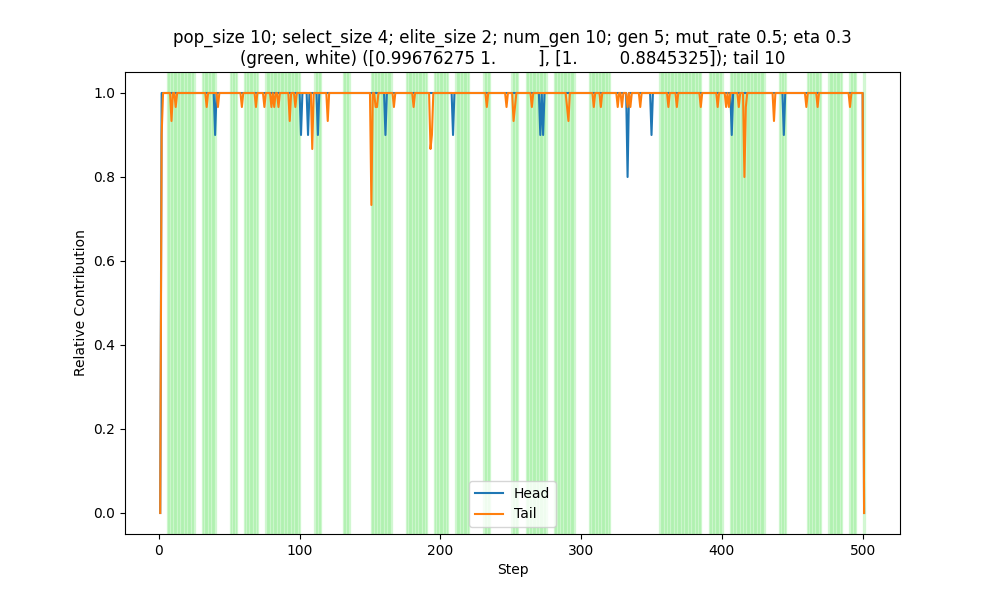 pop_size 10; select_size 4; elite_size 2; num_gen 10; gen 5; mut_rate 0.5; eta 0.3
(green, white) ([0.99676275 1.        ], [1.        0.8845325]); tail 10
1.0
0.8
0.6
0.4
0.2
0.0
Relative Contribution
Head
Tail
0
100
200
300
400
500
Step